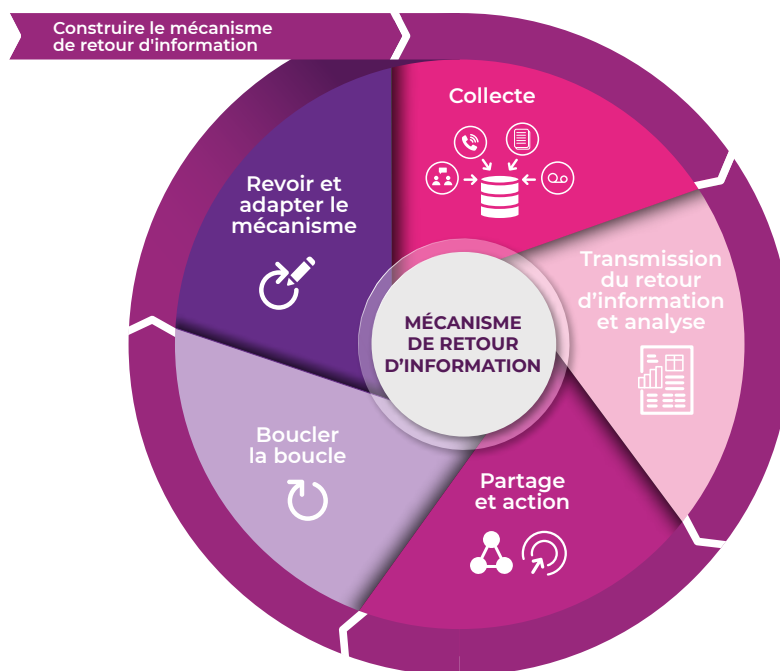 Construire le mécanisme
de retour d'information
Collecte
Transmission
du retour
d’information
et analyse
Partage
et action
Boucler
la boucle
Revoir et
adapter le
mécanisme
MÉCANISME
DE RETOUR
D’INFORMATION